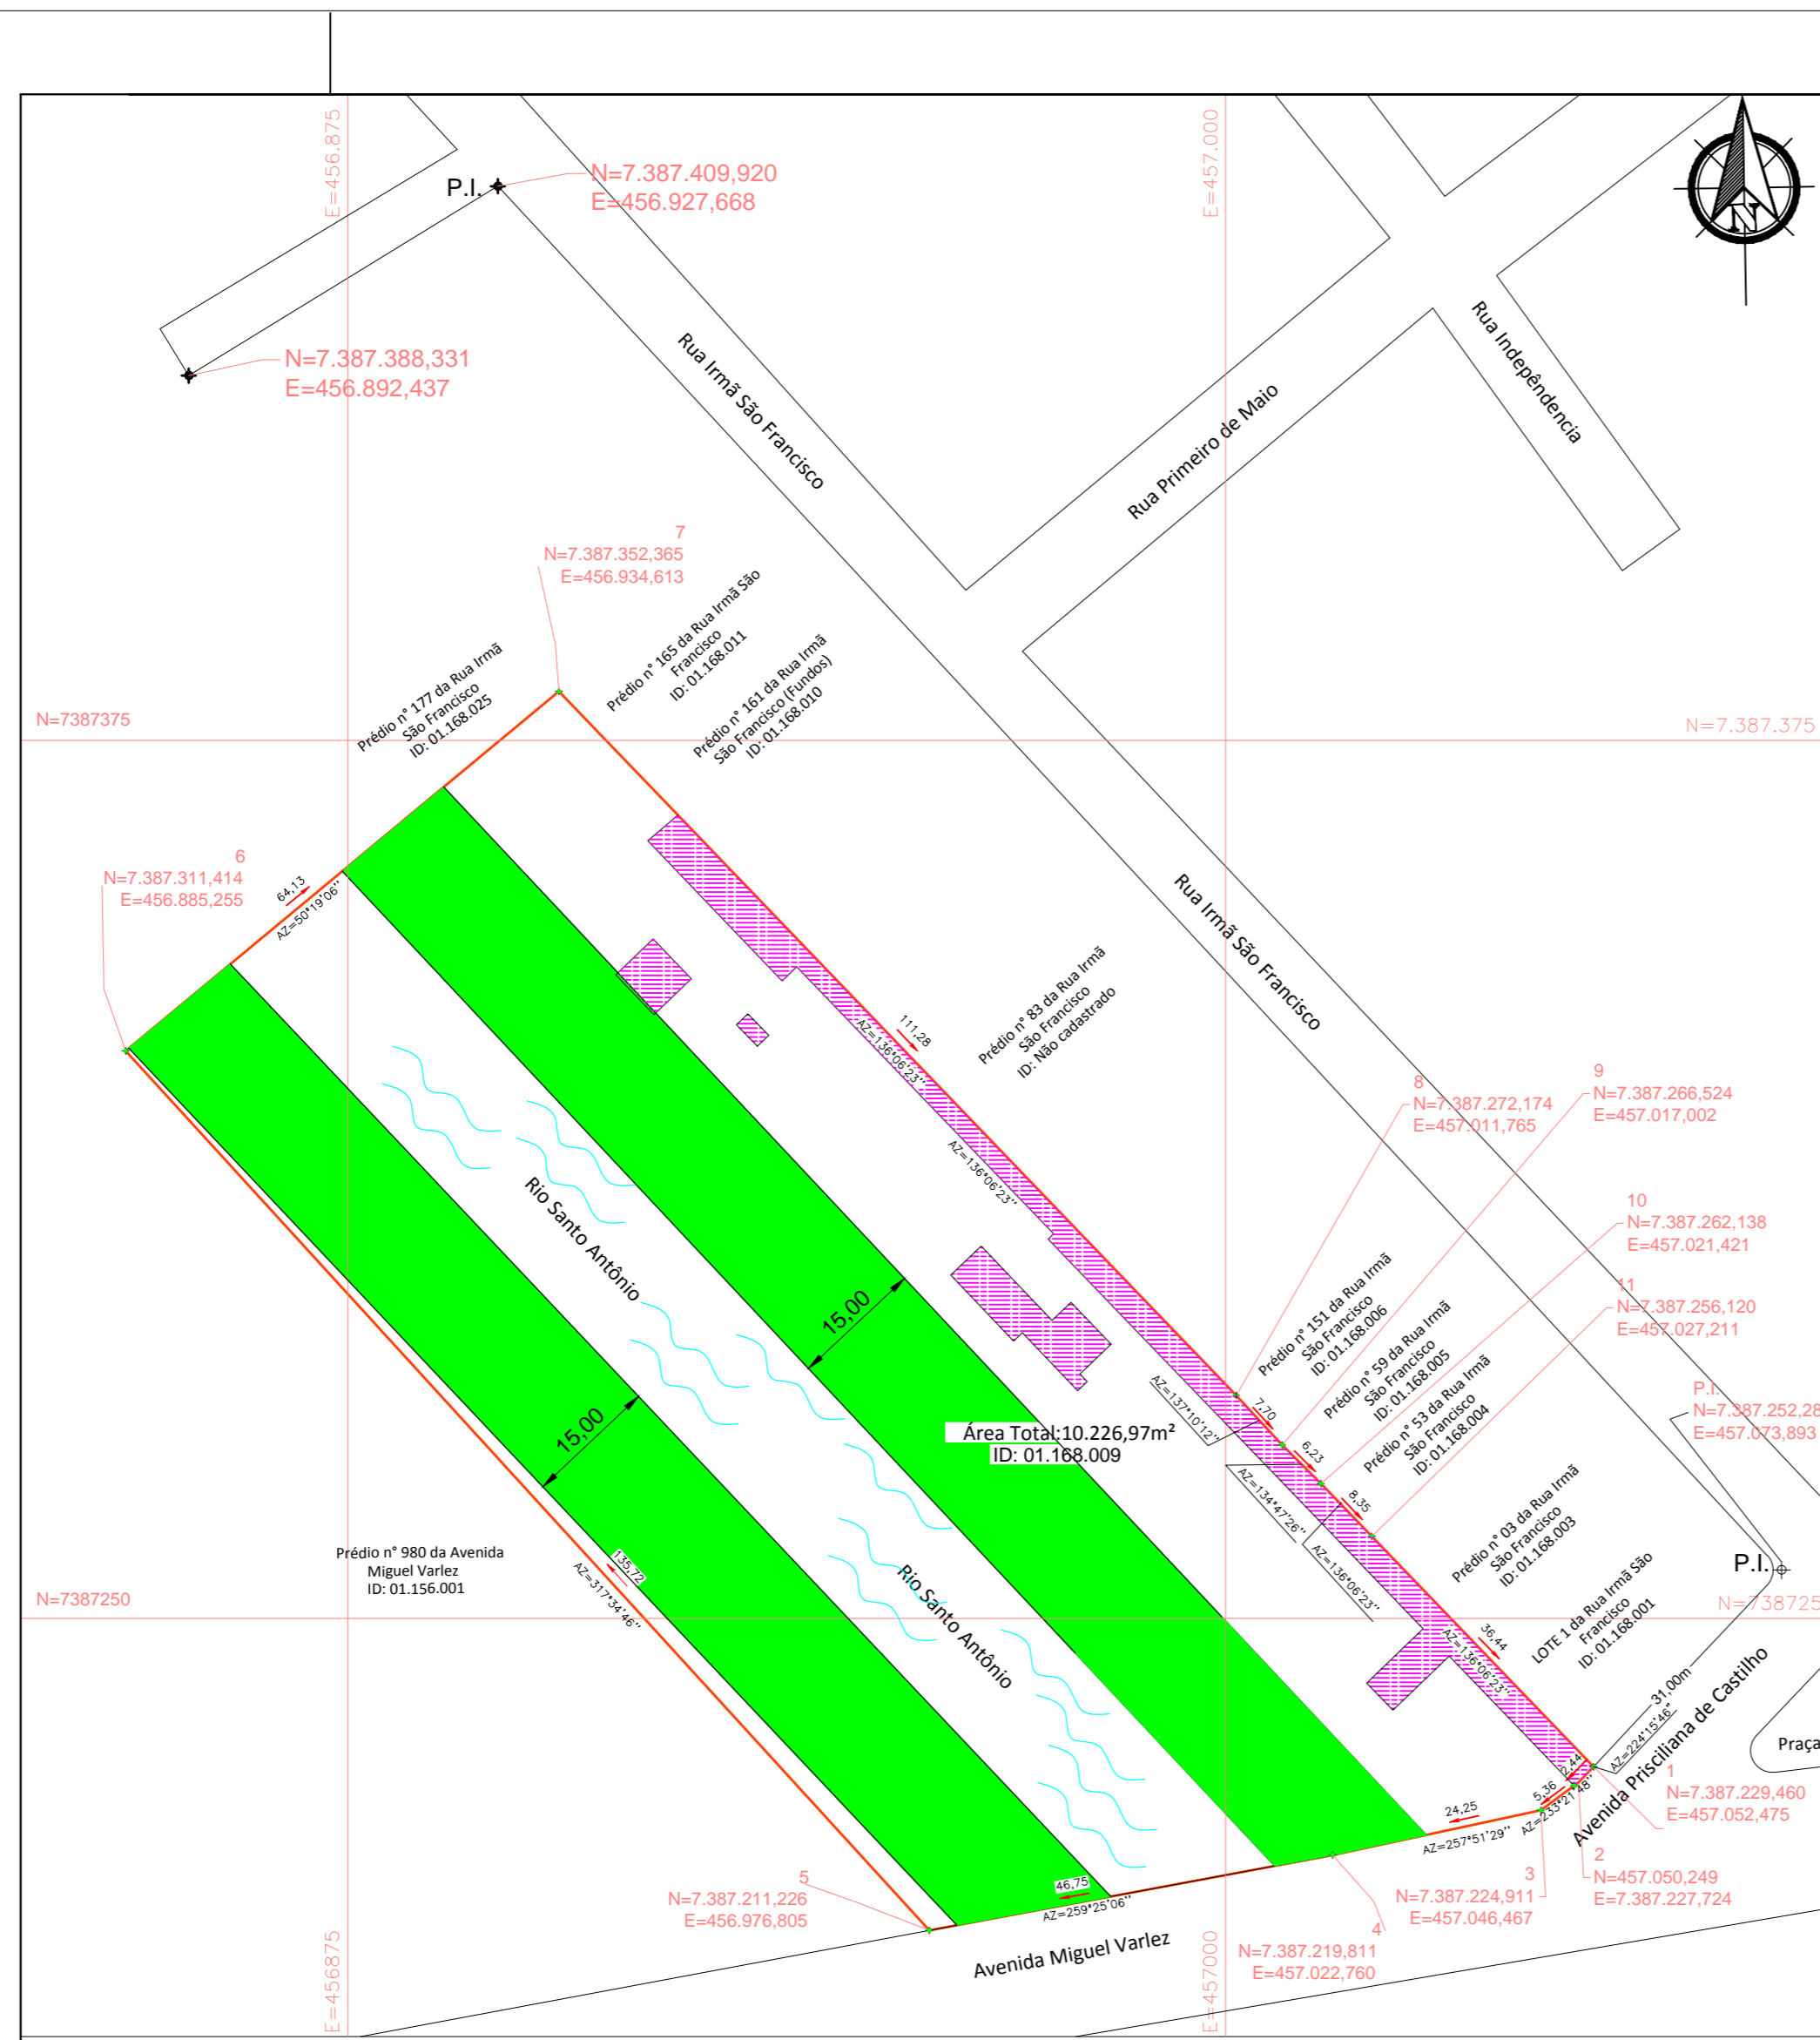 E=456.875
E=457.000
P.I.
N=7.387.409,920
E=456.927,668
N
N=7.387.388,331
E=456.892,437
Rua Irmã São Francisco
Rua Primeiro de Maio
Rua Indepêndencia
7
N=7.387.352,365
E=456.934,613
Prédio n° 177 da Rua Irmã
São Francisco
ID: 01.168.025
Prédio n° 165 da Rua Irmã São
Francisco
ID: 01.168.011
Prédio n° 161 da Rua Irmã
São Francisco (Fundos)
ID: 01.168.010
N=7387375
N=7.387.375
6
N=7.387.311,414
E=456.885,255
64,13
AZ=50°19'06''
Rua Irmã São Francisco
Prédio n° 83 da Rua Irmã
São Francisco
ID: Não cadastrado
111,28
AZ=136°06'23''
AZ=136°06'23''
8
N=7.387.272,174
E=457.011,765
9
N=7.387.266,524
E=457.017,002
10
N=7.387.262,138
E=457.021,421
11
N=7.387.256,120
E=457.027,211
Rio Santo Antônio
15,00
15,00
Prédio n° 151 da Rua Irmã
São Francisco
ID: 01.168.006
Prédio n° 59 da Rua Irmã
São Francisco
ID: 01.168.005
Prédio n° 53 da Rua Irmã
São Francisco
ID: 01.168.004
P.I.
N=7.387.252,28
E=457.073,893
7,70
AZ=137°10'12''
6,23
AZ=134°47'26''
8,35
AZ=136°06'23''
Área Total:10.226,97m²
ID: 01.168.009
Prédio n° 03 da Rua Irmã
São Francisco
ID: 01.168.003
LOTE 1 da Rua Irmã São
Francisco
ID: 01.168.001
P.I.
Prédio n° 980 da Avenida
Miguel Varlez
ID: 01.156.001
135,72
AZ=317°34'46''
N=7387250
N=738725
Rio Santo Antônio
36,44
AZ=136°06'23''
31,00m
AZ=224°15'46"
Avenida Prisciliana de Castilho
Praça
2,44
5,36
AZ=233°21'48''
24,25
AZ=257°51'29''
46,75
AZ=259°25'06''
1
N=7.387.229,460
E=457.052,475
2
N=457.050,249
E=7.387.227,724
3
N=7.387.224,911
E=457.046,467
4
N=7.387.219,811
E=457.022,760
5
N=7.387.211,226
E=456.976,805
Avenida Miguel Varlez
E=456875
E=457000